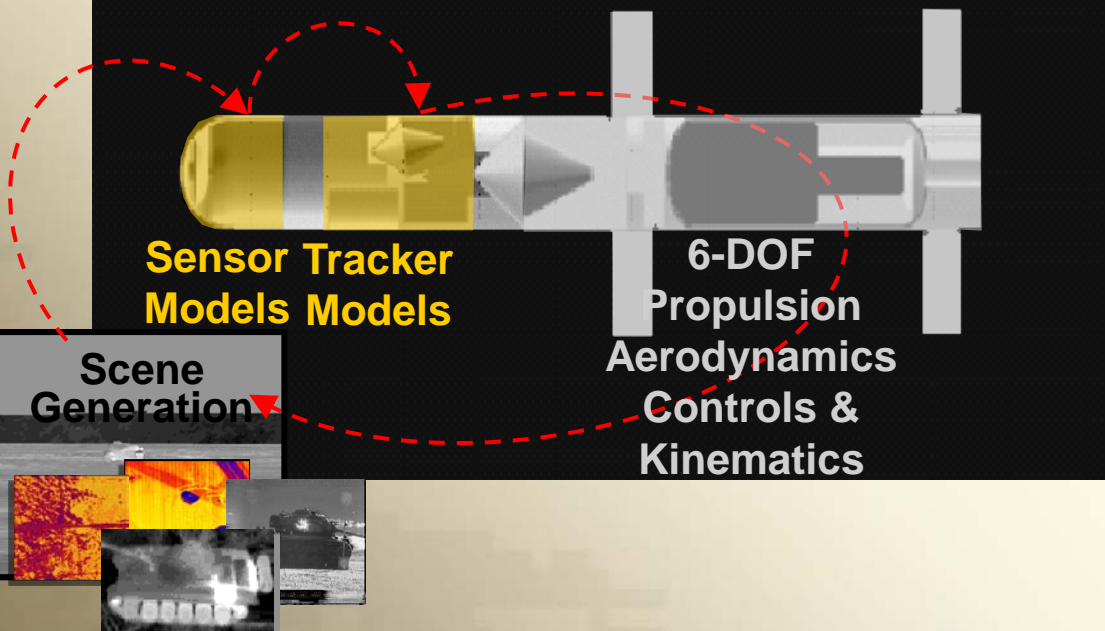 Sensor Tracker
Models Models
6-DOF
Propulsion
Aerodynamics
Controls &
Kinematics
Scene
Generation